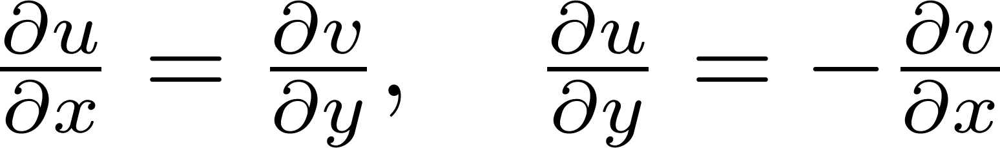 ∂u/∂x = ∂v/∂y, ∂u/∂y = −∂v/∂x